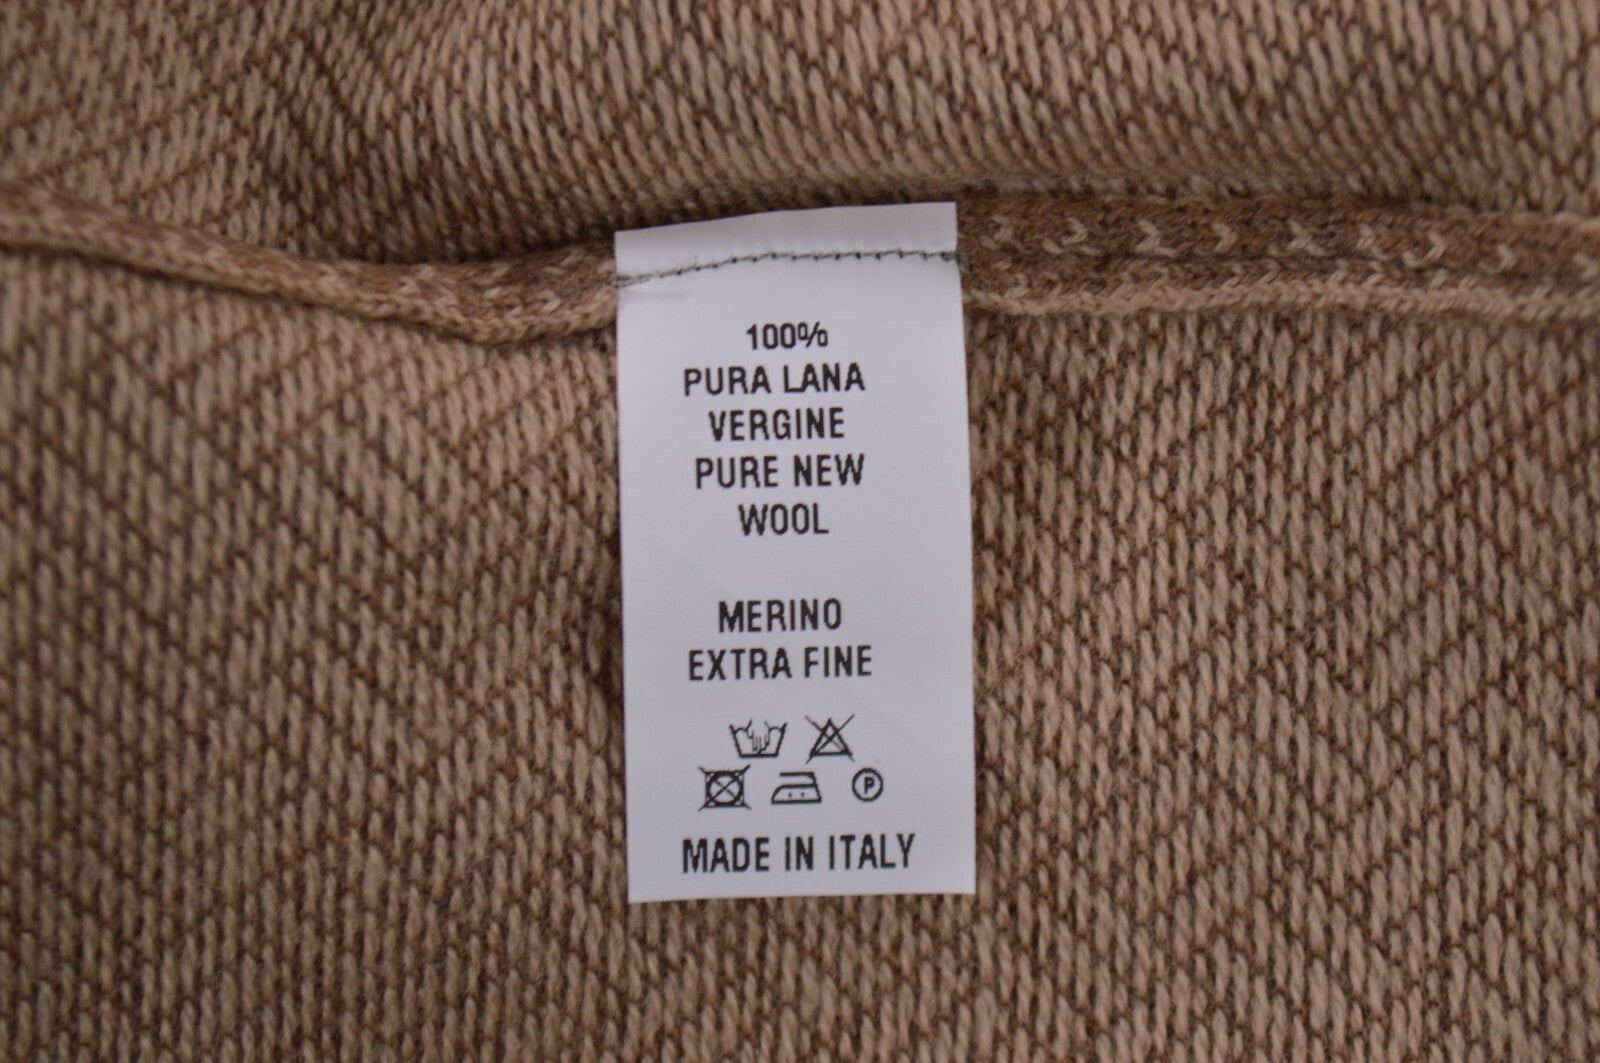 100%
PURA LANA
VERGINE
PURE NEW
WOOL
MERINO
EXTRA FINE
P
MADE IN ITALY